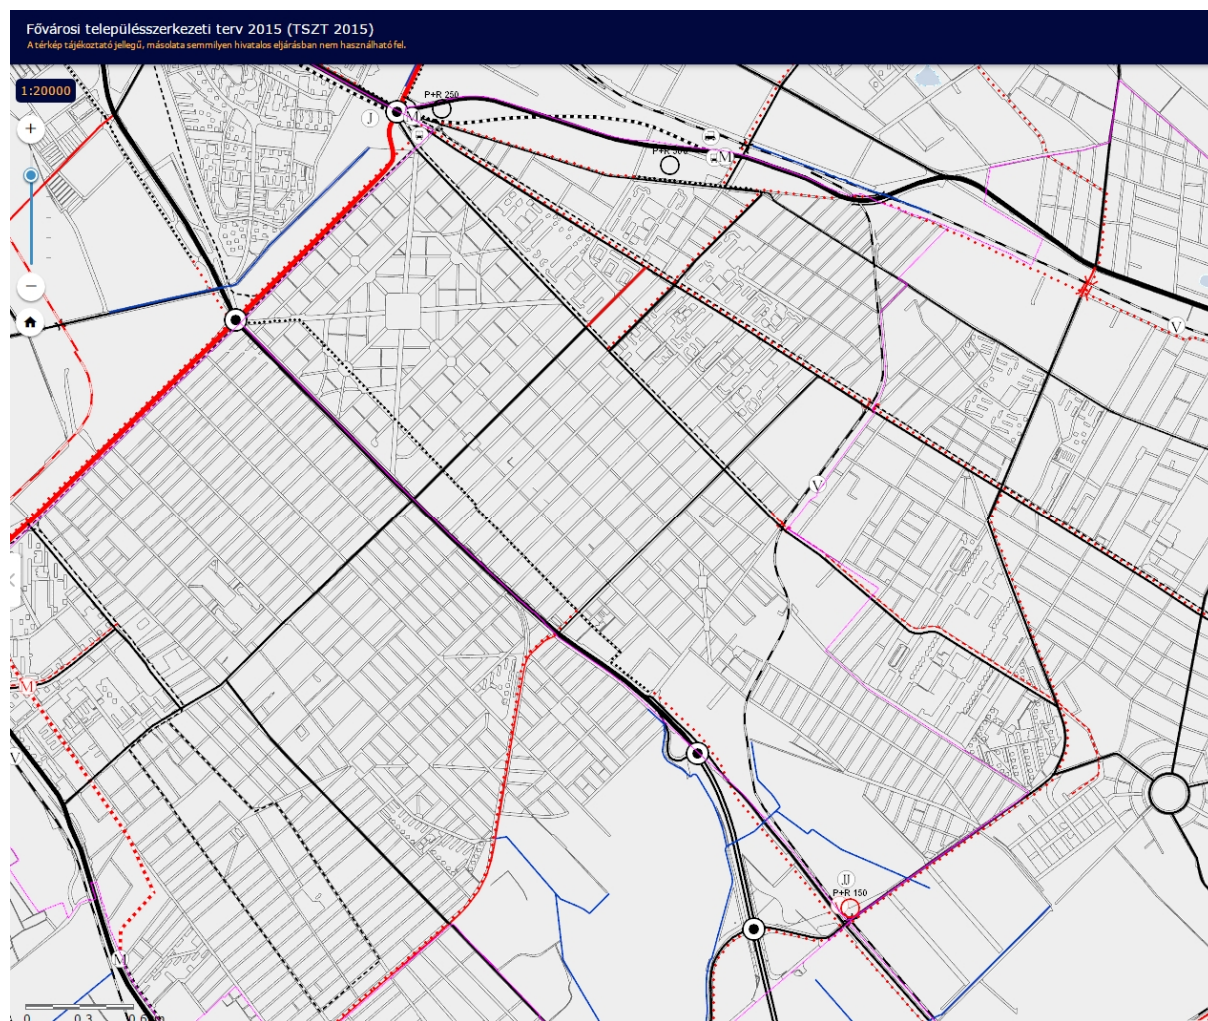 Fővárosi településszerkezeti terv 2015 (TSZT 2015)
A térkép tájékoztató jellegű, másolata semmilyen hivatalos eljárásban nem használható fel.
1:20000
+
P+R 250
J
M
M
V
−
V
M
V
M
JJ
P+R 150
0
0.3